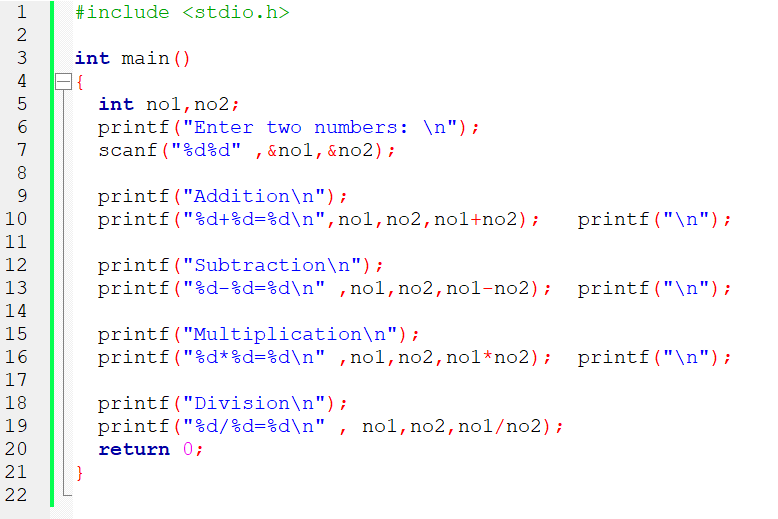 1 #include <stdio.h>
2
3 int main()
4 {
5 int no1,no2;
6 printf("Enter two numbers: \n");
7 scanf("%d%d" ,&no1,&no2);
8
9 printf("Addition\n");
10 printf("%d+%d=%d\n",no1,no2,no1+no2); printf("\n");
11
12 printf("Subtraction\n");
13 printf("%d-%d=%d\n" ,no1,no2,no1-no2); printf("\n");
14
15 printf("Multiplication\n");
16 printf("%d*%d=%d\n" ,no1,no2,no1*no2); printf("\n");
17
18 printf("Division\n");
19 printf("%d/%d=%d\n" , no1,no2,no1/no2);
20 return 0;
21 }
22